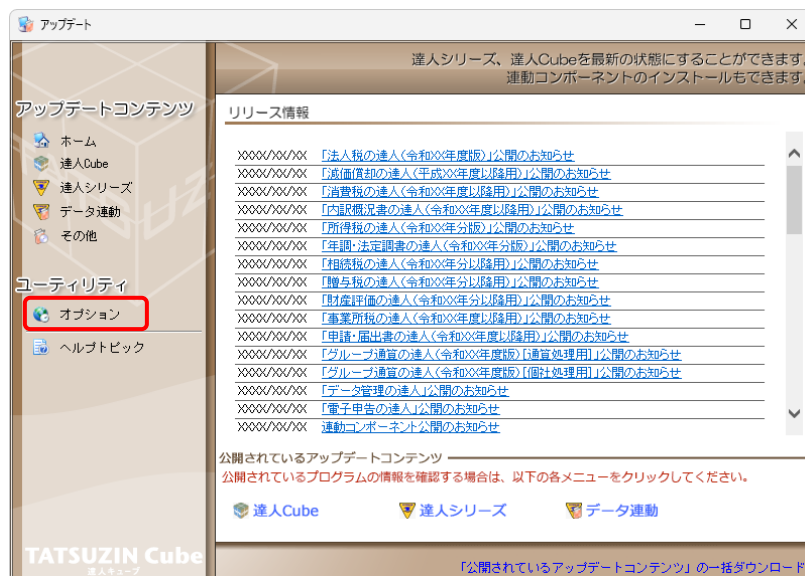 アップデート
達人シリーズ、達人Cubeを最新の状態にすることができます。
連動コンポーネントのインストールもできます。
アップデートコンテンツ
ホーム
達人Cube
達人シリーズ
データ連動
その他
ユーティリティ
オプション
ヘルプトピック
TATSUZIN Cube
達人キューブ
リリース情報
XXXX/XX/XX 「法人税の達人(令和XX年度版)」公開のお知らせ
XXXX/XX/XX 「減価償却の達人(平成XX年度以降用)」公開のお知らせ
XXXX/XX/XX 「消費税の達人(令和XX年度以降用)」公開のお知らせ
XXXX/XX/XX 「内訳概況書の達人(令和XX年度以降用)」公開のお知らせ
XXXX/XX/XX 「所得税の達人(令和XX年分版)」公開のお知らせ
XXXX/XX/XX 「年調・法定調書の達人(令和XX年分版)」公開のお知らせ
XXXX/XX/XX 「相続税の達人(令和XX年分以降用)」公開のお知らせ
XXXX/XX/XX 「贈与税の達人(令和XX年分以降用)」公開のお知らせ
XXXX/XX/XX 「財産評価の達人(令和XX年分以降用)」公開のお知らせ
XXXX/XX/XX 「事業所税の達人(令和XX年度以降用)」公開のお知らせ
XXXX/XX/XX 「申請・届出書の達人(令和XX年度以降用)」公開のお知らせ
XXXX/XX/XX 「グループ通算の達人(令和XX年度版)[通算処理用]」公開のお知らせ
XXXX/XX/XX 「グループ通算の達人(令和XX年度版)[個社処理用]」公開のお知らせ
XXXX/XX/XX 「データ管理の達人」公開のお知らせ
XXXX/XX/XX 「電子申告の達人」公開のお知らせ
XXXX/XX/XX 連動コンポーネント公開のお知らせ
公開されているアップデートコンテンツ
公開されているプログラムの情報を確認する場合は、以下の各メニューをクリックしてください。
達人Cube 達人シリーズ データ連動
「公開されているアップデートコンテンツ」の一括ダウンロード